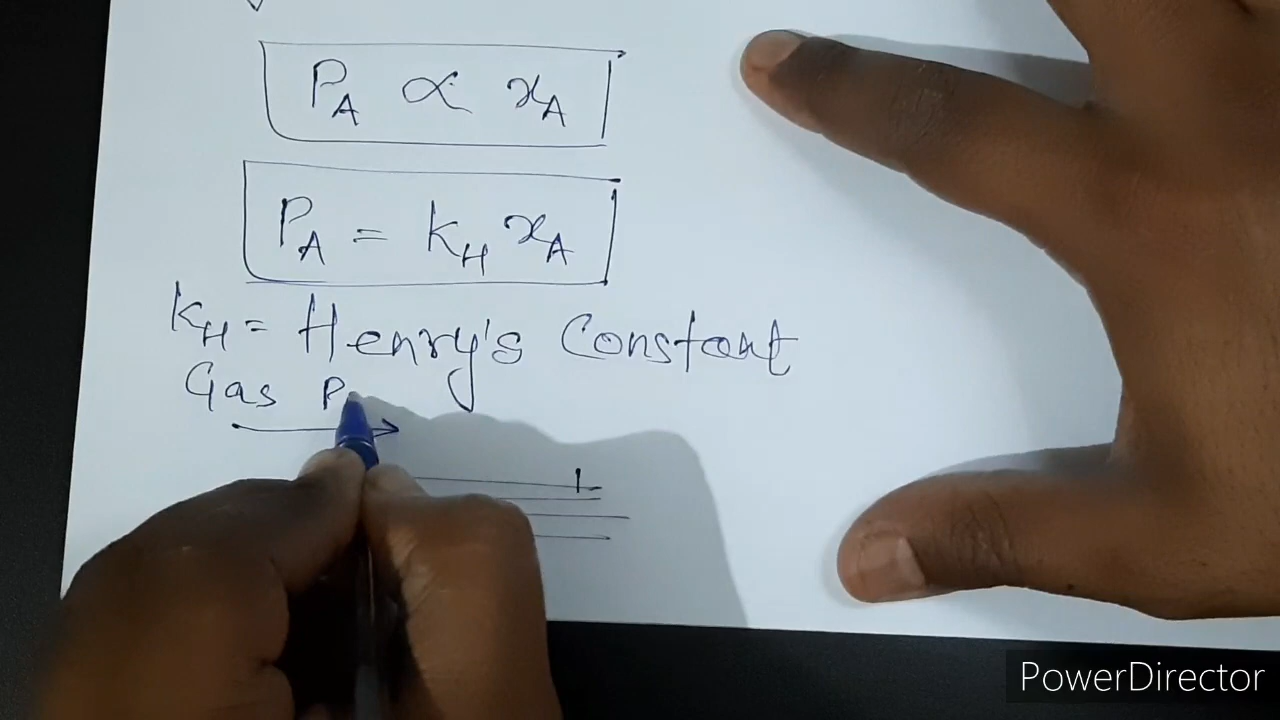 P_A ∝ x_A
P_A = K_H x_A
K_H = Henry's Constant
Gas P
PowerDirector